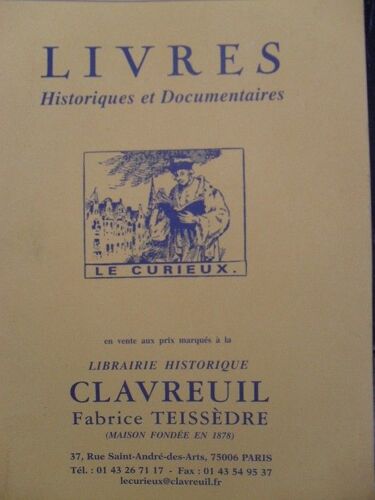 LIVRES
Historiques et Documentaires
LE CURIEUX.
en vente aux prix marqués à la
LIBRAIRIE HISTORIQUE
CLAVREUIL
Fabrice TEISSÈDRE
(MAISON FONDÉE EN 1878)
37, Rue Saint-André-des-Arts, 75006 PARIS
Tél. : 01 43 26 71 17 - Fax : 01 43 54 95 37
lecurieux@clavreuil.fr